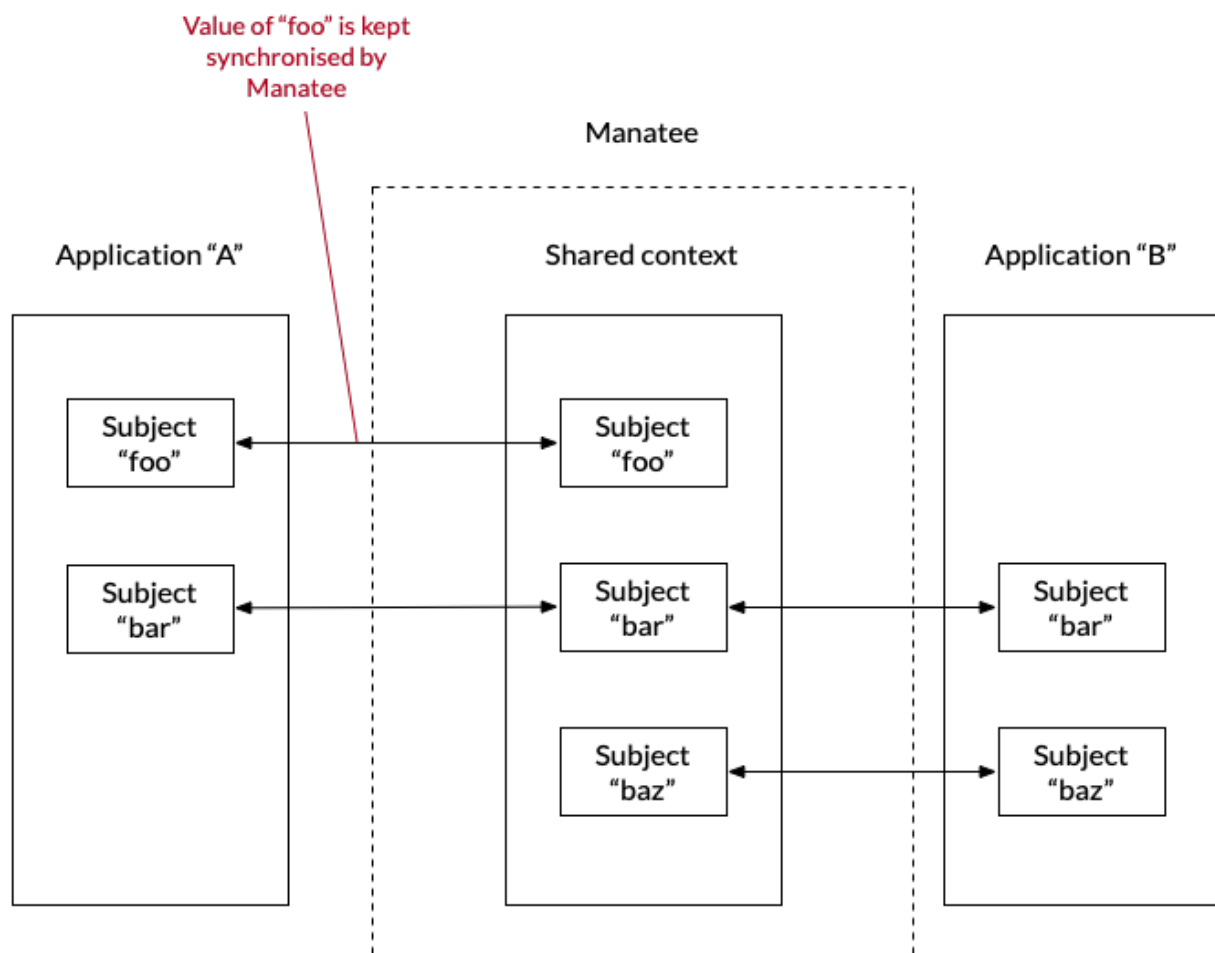 Value of “foo” is kept
synchronised by
Manatee
Manatee
Application “A”
Shared context
Application “B”
Subject
“foo”
Subject
“foo”
Subject
“bar”
Subject
“bar”
Subject
“bar”
Subject
“baz”
Subject
“baz”